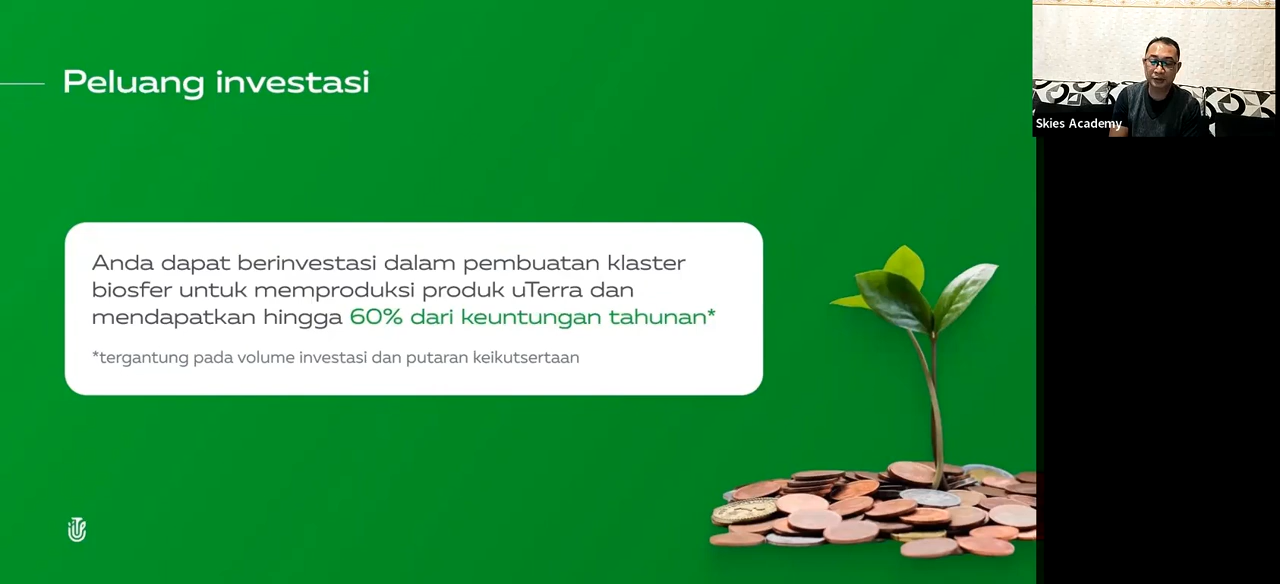 Peluang investasi
Anda dapat berinvestasi dalam pembuatan klaster
biosfer untuk memproduksi produk uTerra dan
mendapatkan hingga 60% dari keuntungan tahunan*
*tergantung pada volume investasi dan putaran keikutsertaan
Skies Academy